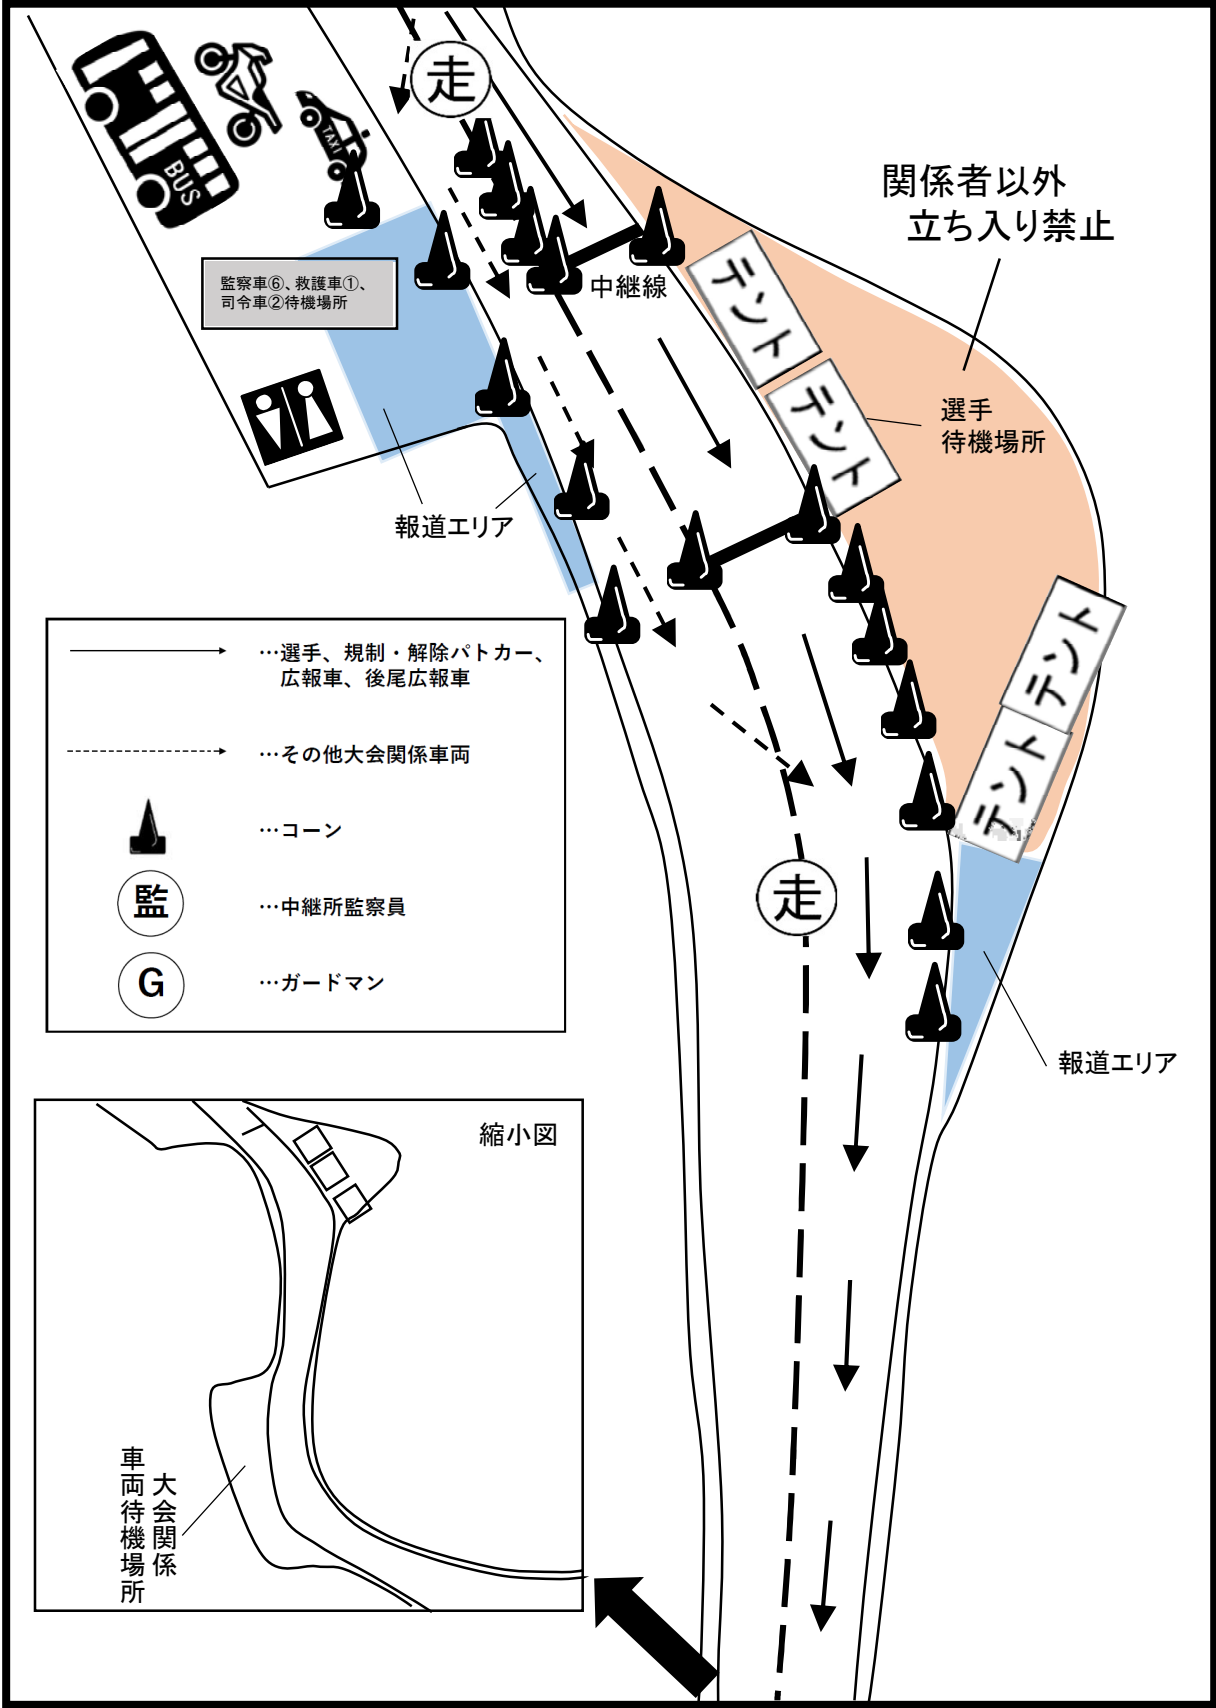 走
BUS
TAXI
関係者以外
立ち入り禁止
監察車⑥、救護車①、
司令車②待機場所
中継線
テント
テント
選手
待機場所
報道エリア
テント
テント
…選手、規制・解除パトカー、
広報車、後尾広報車
…その他大会関係車両
…コーン
監
…中継所監察員
G
…ガードマン
走
報道エリア
縮小図
大会関係
車両待機場所